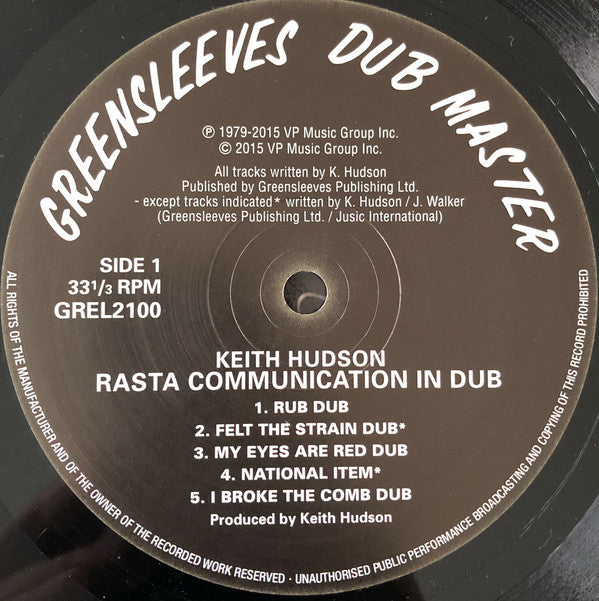 GREENSLEEVES DUB MASTER
℗ 1979-2015 VP Music Group Inc.
© 2015 VP Music Group Inc.
All tracks written by K. Hudson
Published by Greensleeves Publishing Ltd.
- except tracks indicated* written by K. Hudson / J. Walker
(Greensleeves Publishing Ltd. / Jusic International)
SIDE 1
33¹/₃ RPM
GREL2100
KEITH HUDSON
RASTA COMMUNICATION IN DUB
1. RUB DUB
2. FELT THE STRAIN DUB*
3. MY EYES ARE RED DUB
4. NATIONAL ITEM*
5. I BROKE THE COMB DUB
Produced by Keith Hudson
ALL RIGHTS OF THE MANUFACTURER AND OF THE OWNER OF THE RECORDED WORK RESERVED · UNAUTHORISED PUBLIC PERFORMANCE BROADCASTING AND COPYING OF THIS RECORD PROHIBITED